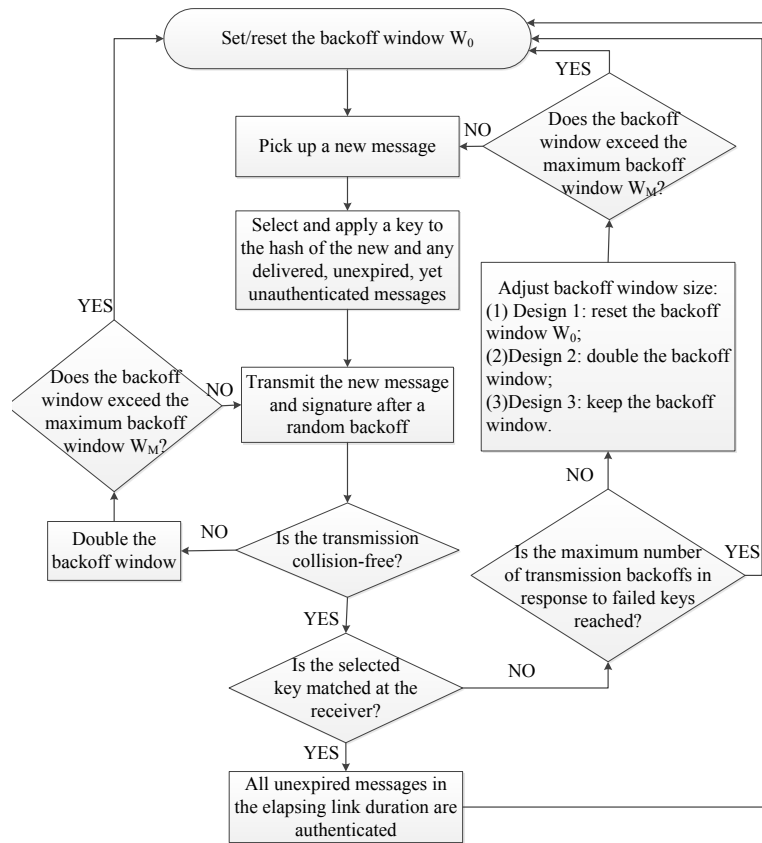 Set/reset the backoff window W₀
YES
Does the backoff
window exceed the
maximum backoff
window Wᴍ?
NO
Pick up a new message
Select and apply a key to
the hash of the new and any
delivered, unexpired, yet
unauthenticated messages
Adjust backoff window size:
(1) Design 1: reset the backoff
window W₀;
(2)Design 2: double the backoff
window;
(3)Design 3: keep the backoff
window.
YES
Does the backoff
window exceed the
maximum backoff
window Wᴍ?
NO
Transmit the new message
and signature after a
random backoff
NO
Double the
backoff window
NO
Is the transmission
collision-free?
Is the maximum number
of transmission backoffs in
response to failed keys
reached?
YES
YES
Is the selected
key matched at the
receiver?
NO
YES
All unexpired messages in
the elapsing link duration are
authenticated